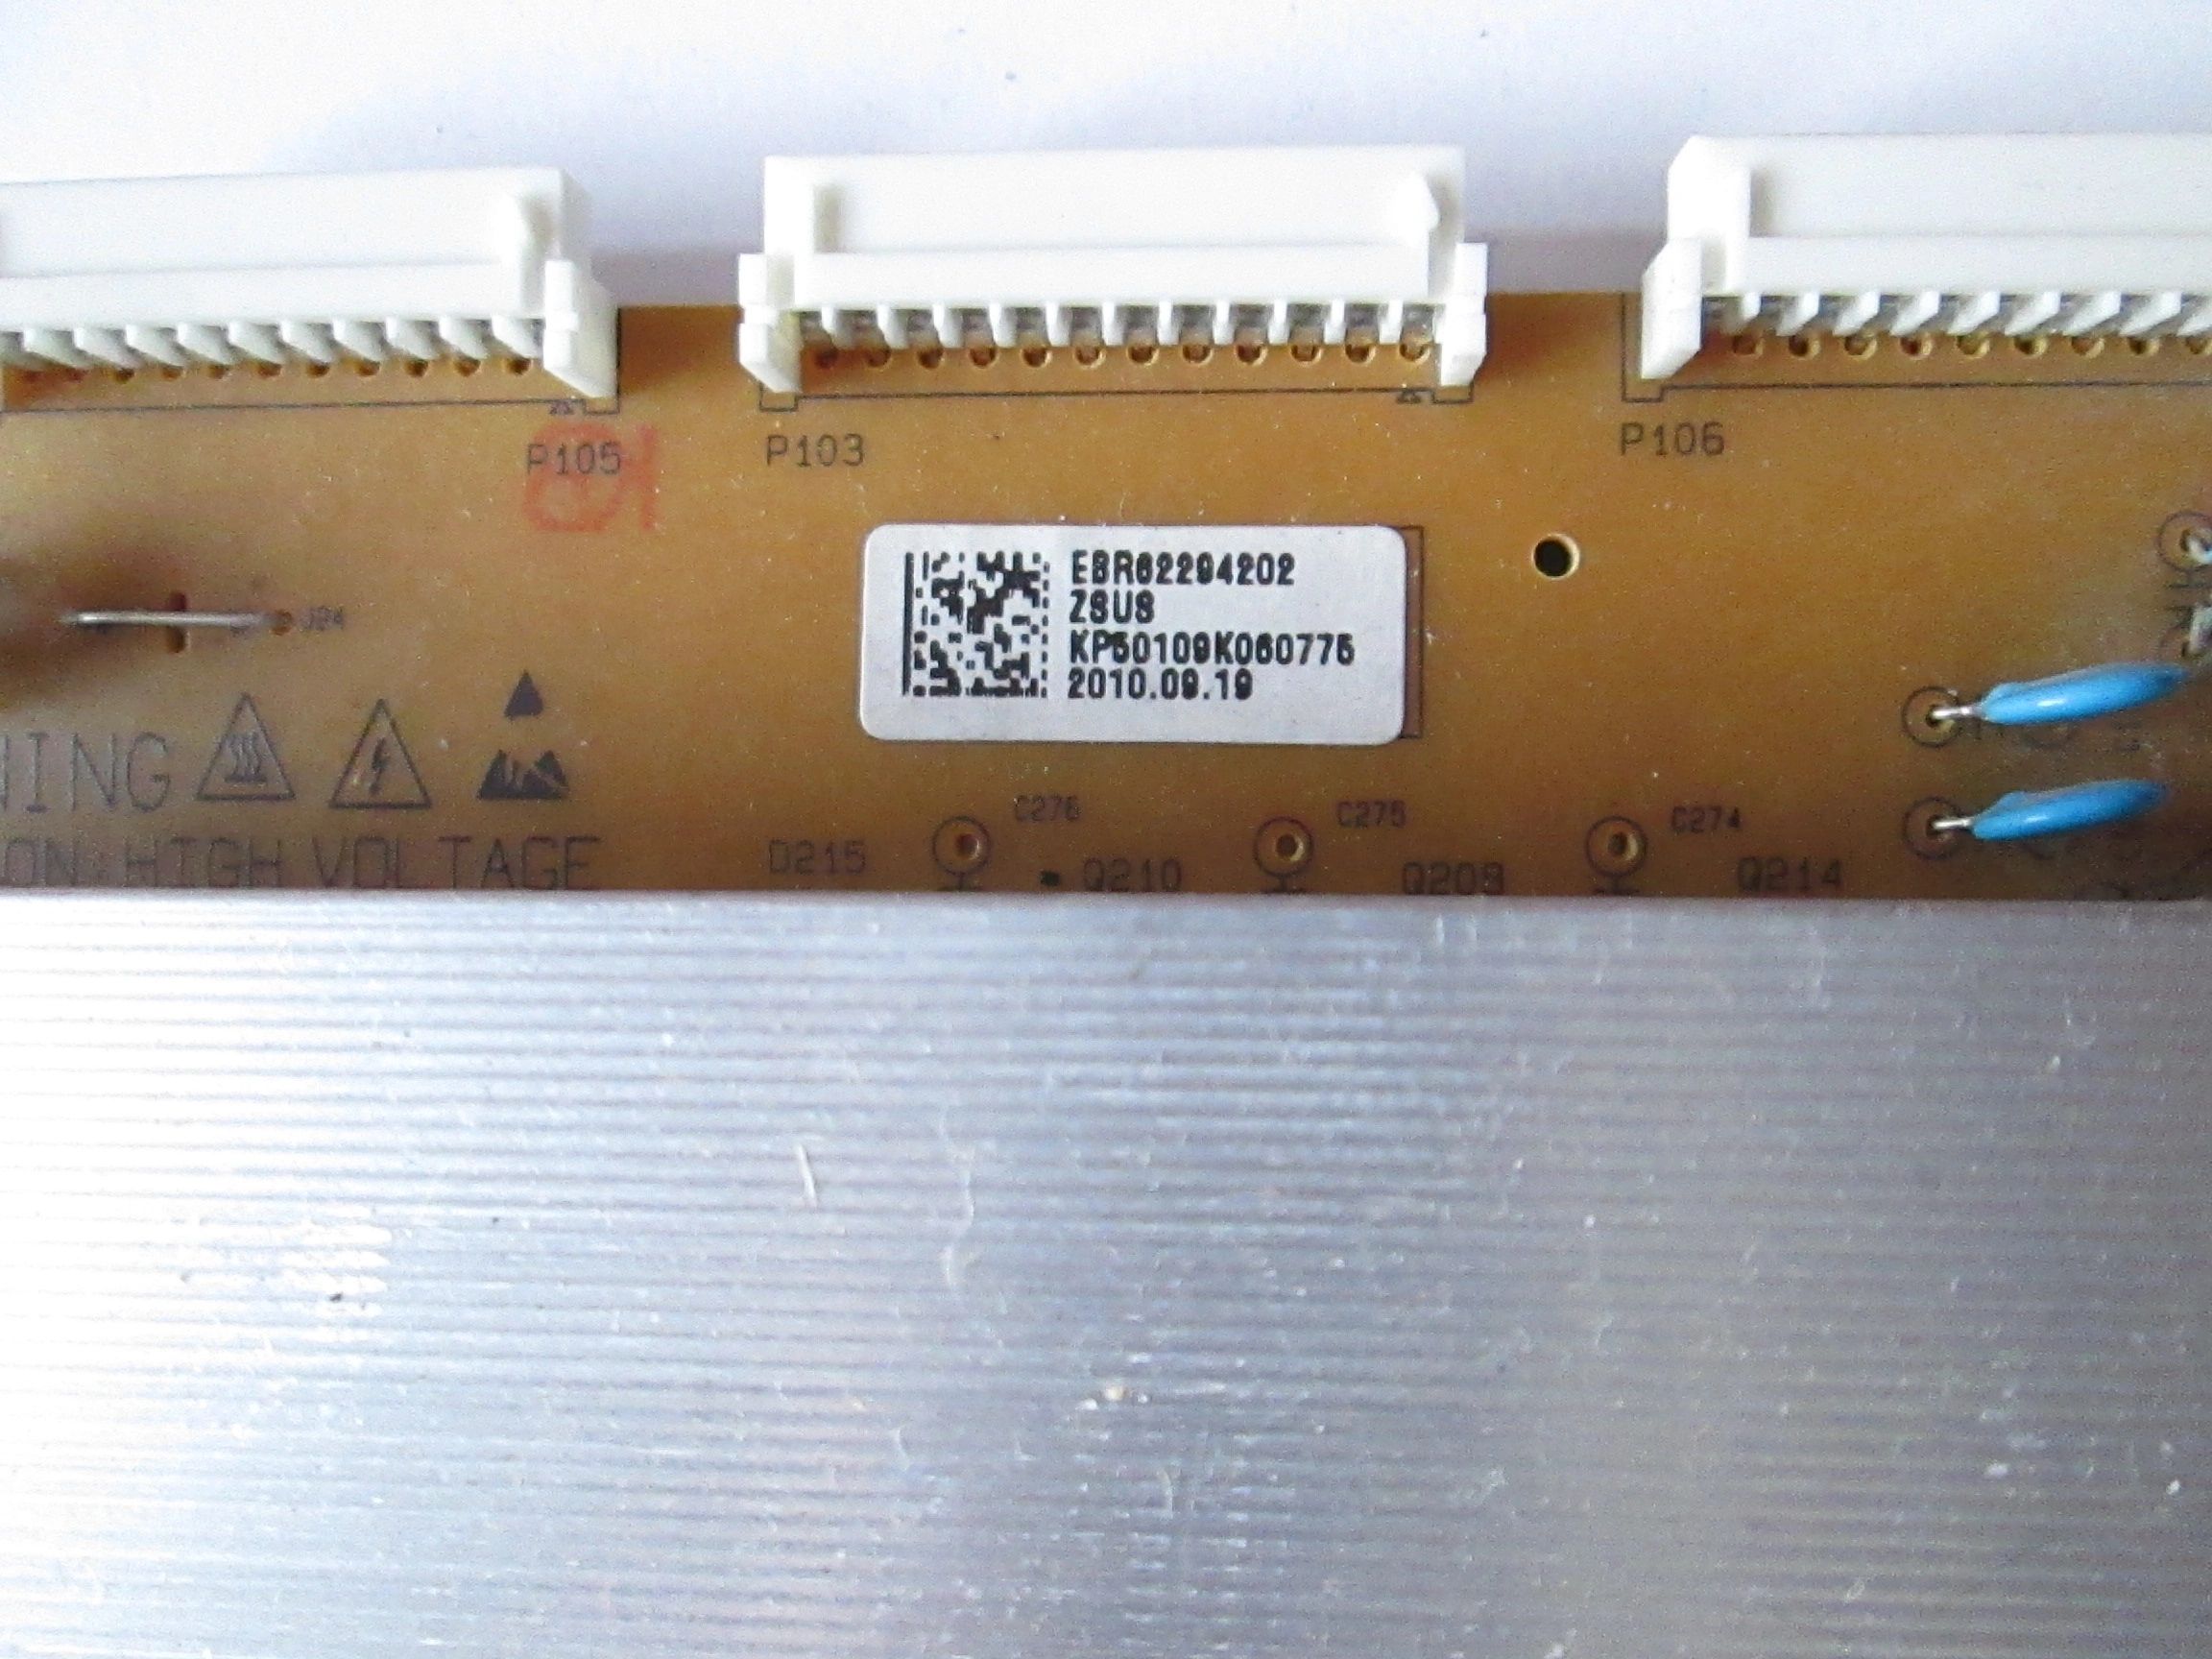 P105
P103
P106
EBR62294202
ZSUS
KP50109K060775
2010.09.19
J24
NING
ON:HIGH VOLTAGE
C276
C275
C274
D215
Q210
Q209
Q214